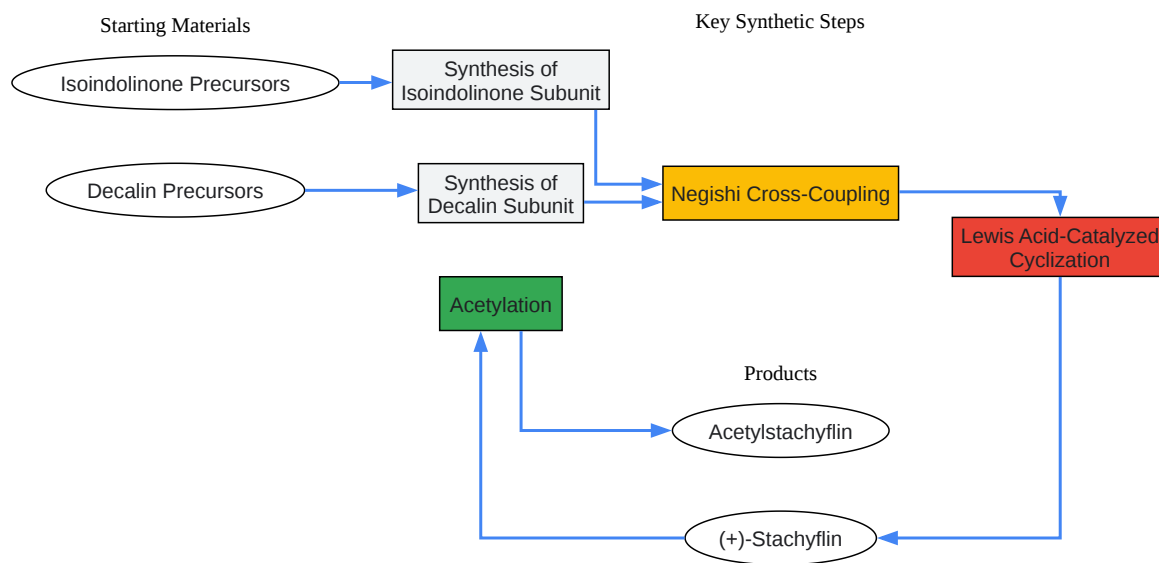 Starting Materials
Key Synthetic Steps
Isoindolinone Precursors
Synthesis of
Isoindolinone Subunit
Decalin Precursors
Synthesis of
Decalin Subunit
Negishi Cross-Coupling
Lewis Acid-Catalyzed
Cyclization
Acetylation
Products
Acetylstachyflin
(+)-Stachyflin